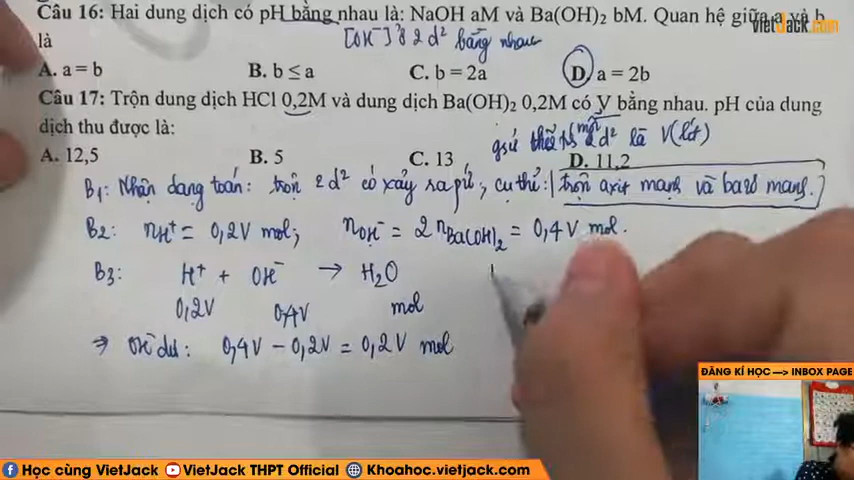 Câu 16: Hai dung dịch có pH bằng nhau là: NaOH aM và Ba(OH)₂ bM. Quan hệ giữa a và b
là
[OH⁻] ở 2 d² bằng nhau
A. a = b B. b ≤ a C. b = 2a D. a = 2b
Câu 17: Trộn dung dịch HCl 0,2M và dung dịch Ba(OH)₂ 0,2M có V bằng nhau. pH của dung
dịch thu được là:
giả sử thể tích mỗi d² là V(lít)
A. 12,5 B. 5 C. 13 D. 11,2
B1: Nhận dạng toán: trộn 2 d² có xảy ra pứ, cụ thể: trộn axit mạnh và bazơ mạnh.
B2: nH⁺ = 0,2V mol; nOH⁻ = 2nBa(OH)₂ = 0,4V mol.
B3: H⁺ + OH⁻ → H₂O
0,2V 0,4V mol
⇒ OH⁻ dư: 0,4V − 0,2V = 0,2V mol
vietJack.com
ĐĂNG KÍ HỌC —> INBOX PAGE
Học cùng VietJack VietJack THPT Official Khoahoc.vietjack.com